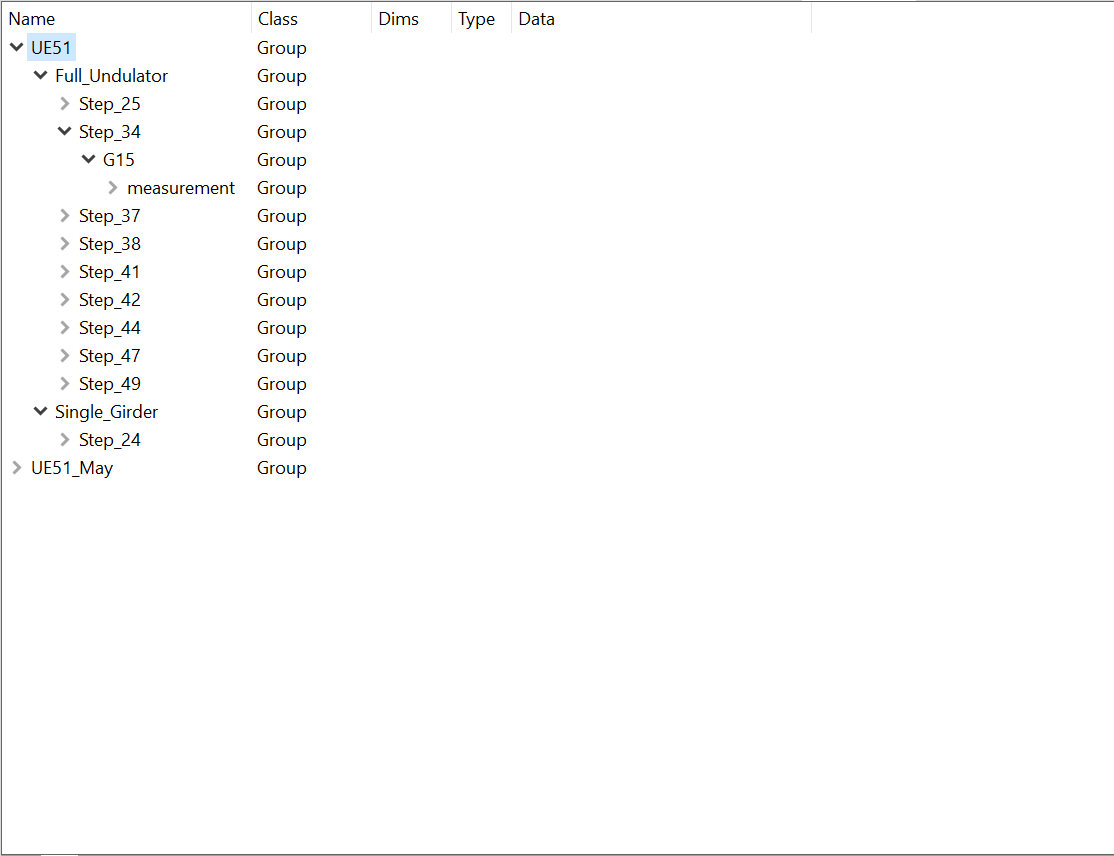 Name Class Dims Type Data
UE51 Group
Full_Undulator Group
Step_25 Group
Step_34 Group
G15 Group
measurement Group
Step_37 Group
Step_38 Group
Step_41 Group
Step_42 Group
Step_44 Group
Step_47 Group
Step_49 Group
Single_Girder Group
Step_24 Group
UE51_May Group